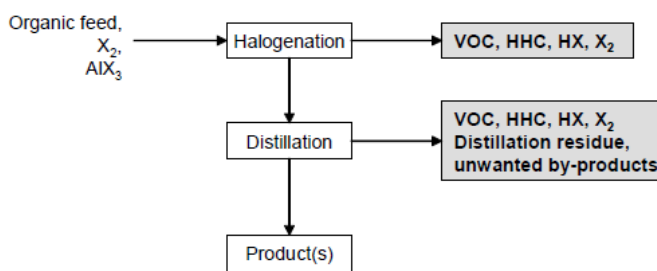 Organic feed,
X₂,
AlX₃
Halogenation
VOC, HHC, HX, X₂
Distillation
VOC, HHC, HX, X₂
Distillation residue,
unwanted by-products
Product(s)